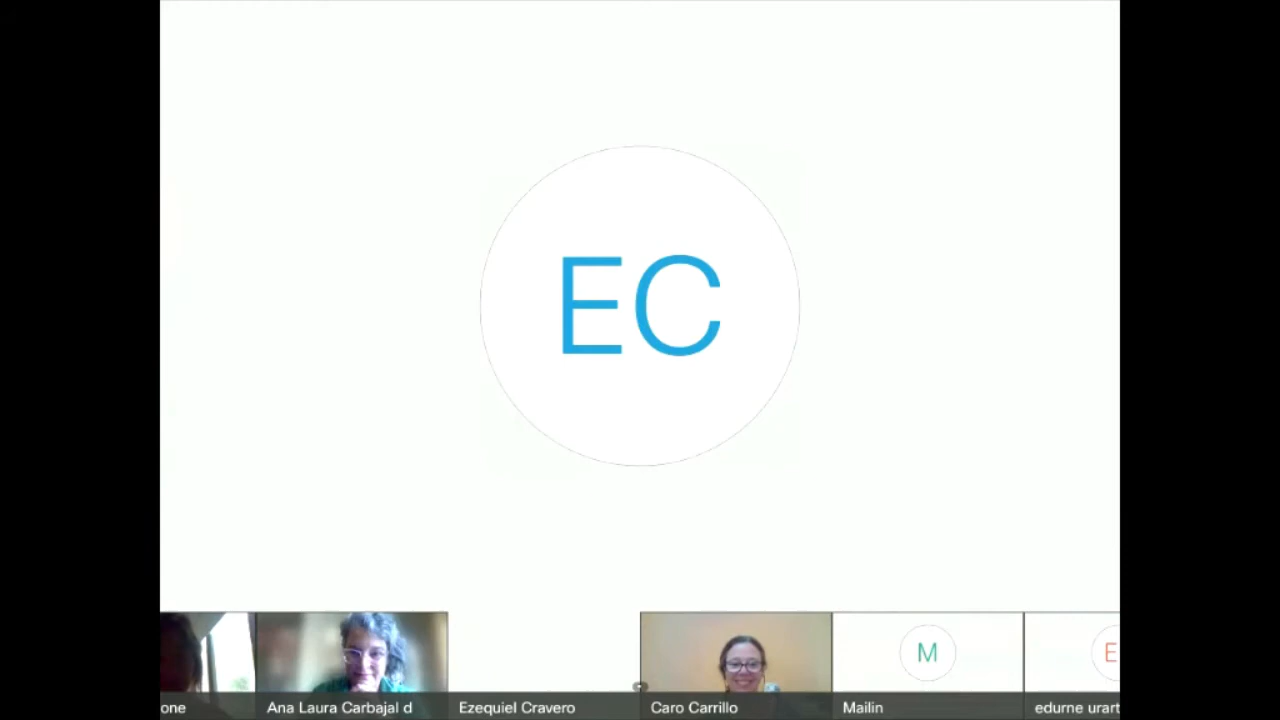 EC
M
E
one
Ana Laura Carbajal d
Ezequiel Cravero
Caro Carrillo
Mailin
edurne urart